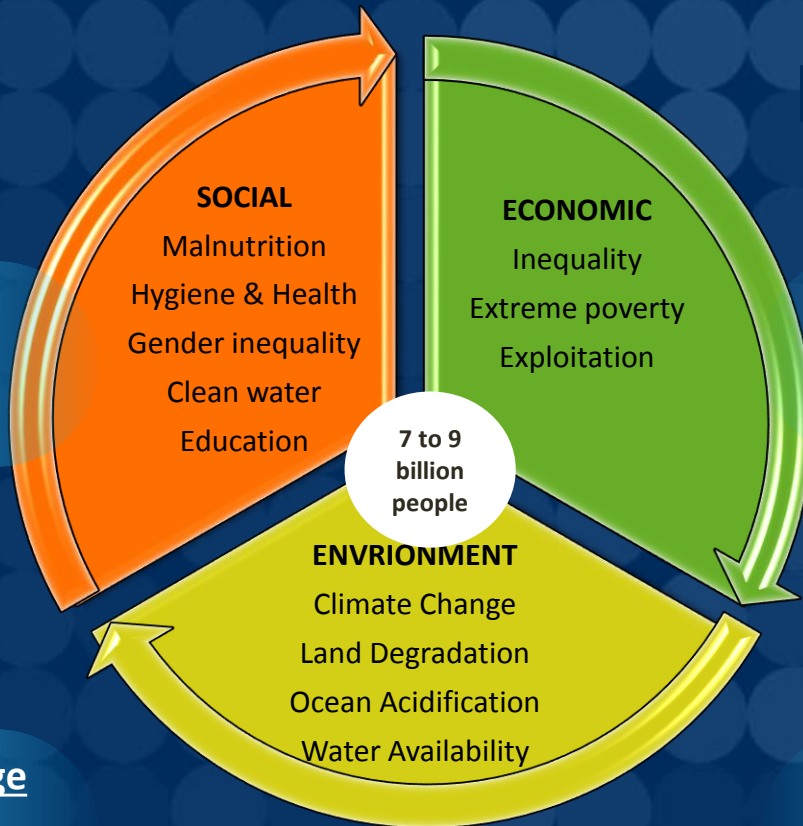 SOCIAL
Malnutrition
Hygiene & Health
Gender inequality
Clean water
Education
ECONOMIC
Inequality
Extreme poverty
Exploitation
7 to 9
billion
people
ENVRIONMENT
Climate Change
Land Degradation
Ocean Acidification
Water Availability
ge